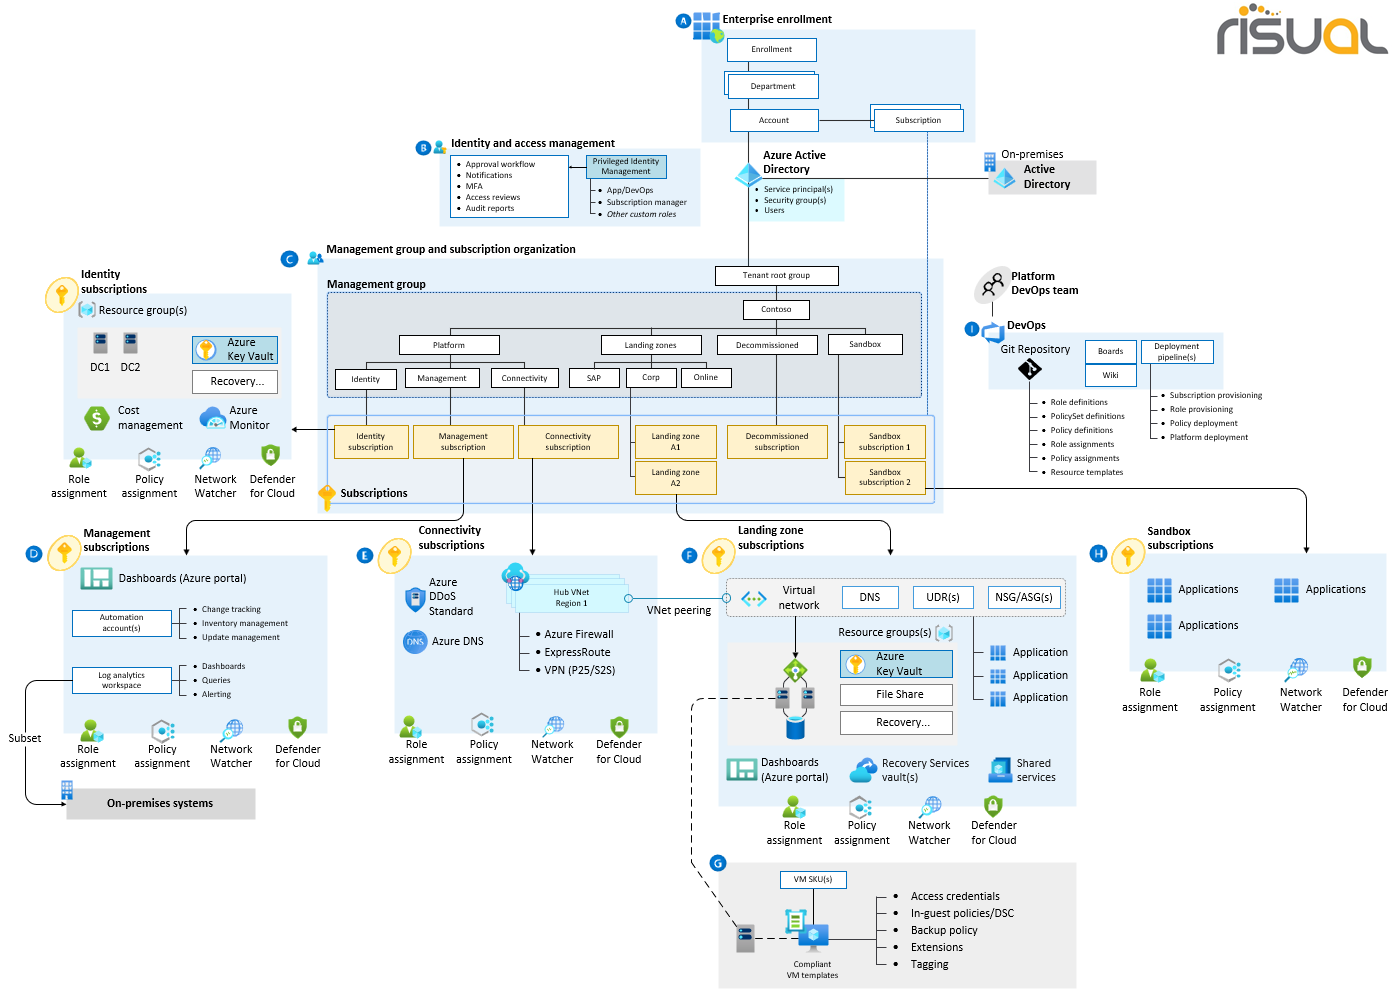 risual
A
Enterprise enrollment
Enrollment
Department
Account
Subscription
B
Identity and access management
Approval workflow
Notifications
MFA
Access reviews
Audit reports
Privileged Identity
Management
App/DevOps
Subscription manager
Other custom roles
Azure Active
Directory
Service principal(s)
Security group(s)
Users
On-premises
Active
Directory
C
Management group and subscription organization
Management group
Tenant root group
Contoso
Platform
Landing zones
Decommissioned
Sandbox
Identity
Management
Connectivity
SAP
Corp
Online
Identity
subscription
Management
subscription
Connectivity
subscription
Landing zone
A1
Landing zone
A2
Decommissioned
subscription
Sandbox
subscription 1
Sandbox
subscription 2
Subscriptions
Identity
subscriptions
Resource group(s)
DC1
DC2
Azure
Key Vault
Recovery...
Cost
management
Azure
Monitor
Role
assignment
Policy
assignment
Network
Watcher
Defender
for Cloud
Platform
DevOps team
I
DevOps
Git Repository
Boards
Wiki
Deployment
pipeline(s)
Role definitions
PolicySet definitions
Policy definitions
Role assignments
Policy assignments
Resource templates
Subscription provisioning
Role provisioning
Policy deployment
Platform deployment
D
Management
subscriptions
Dashboards (Azure portal)
Automation
account(s)
Change tracking
Inventory management
Update management
Log analytics
workspace
Dashboards
Queries
Alerting
Subset
Role
assignment
Policy
assignment
Network
Watcher
Defender
for Cloud
On-premises systems
E
Connectivity
subscriptions
Azure
DDoS
Standard
DNS
Azure DNS
Hub VNet
Region 1
Azure Firewall
ExpressRoute
VPN (P25/S2S)
VNet peering
Role
assignment
Policy
assignment
Network
Watcher
Defender
for Cloud
F
Landing zone
subscriptions
Virtual
network
DNS
UDR(s)
NSG/ASG(s)
Resource groups(s)
Azure
Key Vault
File Share
Recovery...
Application
Application
Application
Dashboards
(Azure portal)
Recovery Services
vault(s)
Shared
services
Role
assignment
Policy
assignment
Network
Watcher
Defender
for Cloud
G
VM SKU(s)
Compliant
VM templates
Access credentials
In-guest policies/DSC
Backup policy
Extensions
Tagging
H
Sandbox
subscriptions
Applications
Applications
Applications
Role
assignment
Policy
assignment
Network
Watcher
Defender
for Cloud